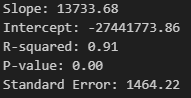 Slope: 13733.68
Intercept: -27441773.86
R-squared: 0.91
P-value: 0.00
Standard Error: 1464.22